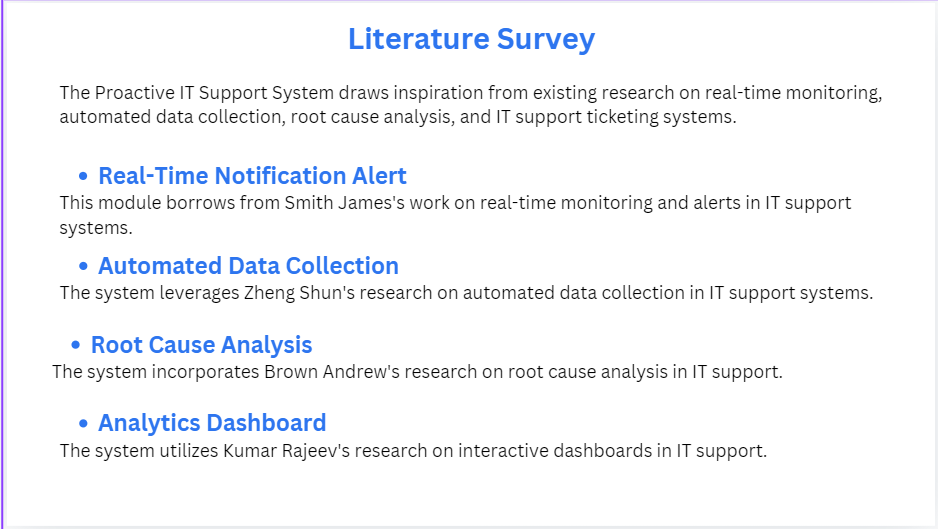 Literature Survey
The Proactive IT Support System draws inspiration from existing research on real-time monitoring,
automated data collection, root cause analysis, and IT support ticketing systems.
• Real-Time Notification Alert
This module borrows from Smith James's work on real-time monitoring and alerts in IT support
systems.
• Automated Data Collection
The system leverages Zheng Shun's research on automated data collection in IT support systems.
• Root Cause Analysis
The system incorporates Brown Andrew's research on root cause analysis in IT support.
• Analytics Dashboard
The system utilizes Kumar Rajeev's research on interactive dashboards in IT support.